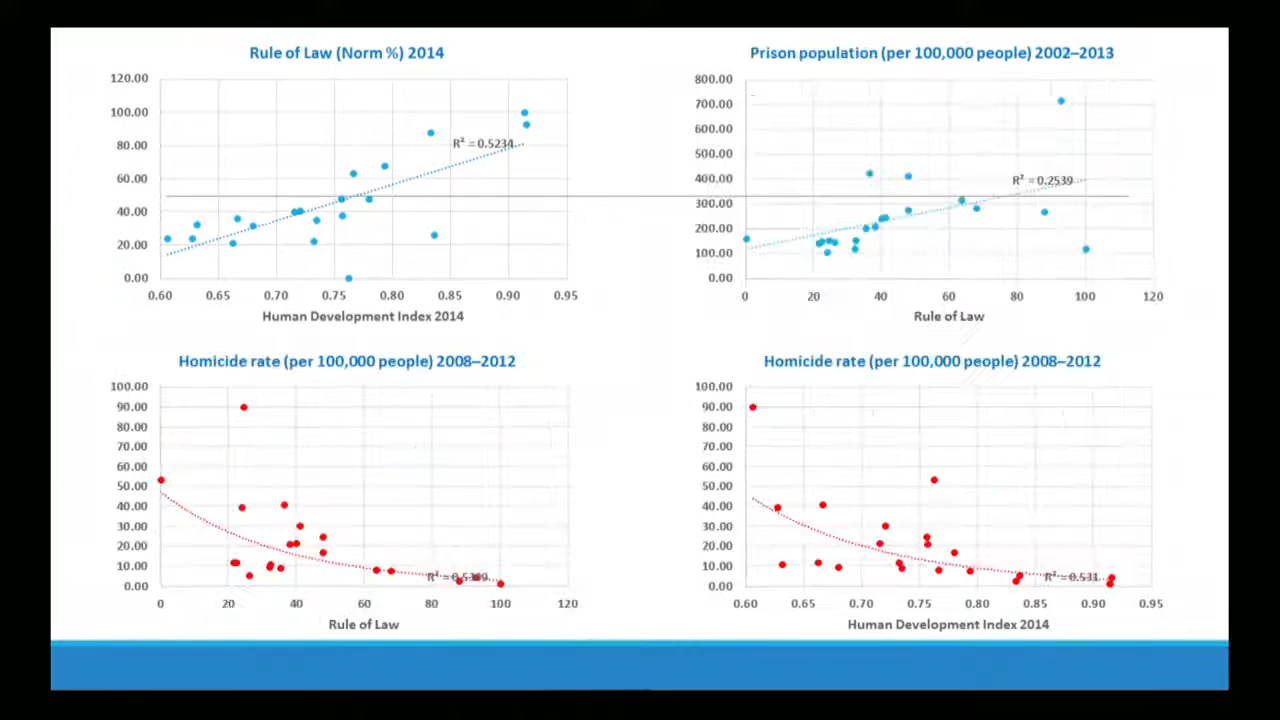 Rule of Law (Norm %) 2014
120.00
100.00
80.00
60.00
40.00
20.00
0.00
R² = 0.5234
0.60 0.65 0.70 0.75 0.80 0.85 0.90 0.95
Human Development Index 2014
Prison population (per 100,000 people) 2002–2013
800.00
700.00
600.00
500.00
400.00
300.00
200.00
100.00
0.00
R² = 0.2539
0 20 40 60 80 100 120
Rule of Law
Homicide rate (per 100,000 people) 2008–2012
100.00
90.00
80.00
70.00
60.00
50.00
40.00
30.00
20.00
10.00
0.00
R² =
0 20 40 60 80 100 120
Rule of Law
Homicide rate (per 100,000 people) 2008–2012
100.00
90.00
80.00
70.00
60.00
50.00
40.00
30.00
20.00
10.00
0.00
R² = 0.531
0.60 0.65 0.70 0.75 0.80 0.85 0.90 0.95
Human Development Index 2014